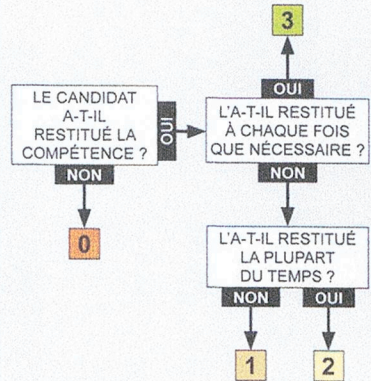 3
OUI
LE CANDIDAT
A-T-IL
RESTITUÉ LA
COMPÉTENCE ?
OUI
NON
0
L'A-T-IL RESTITUÉ
À CHAQUE FOIS
QUE NÉCESSAIRE ?
NON
L'A-T-IL RESTITUÉ
LA PLUPART
DU TEMPS ?
NON OUI
1 2